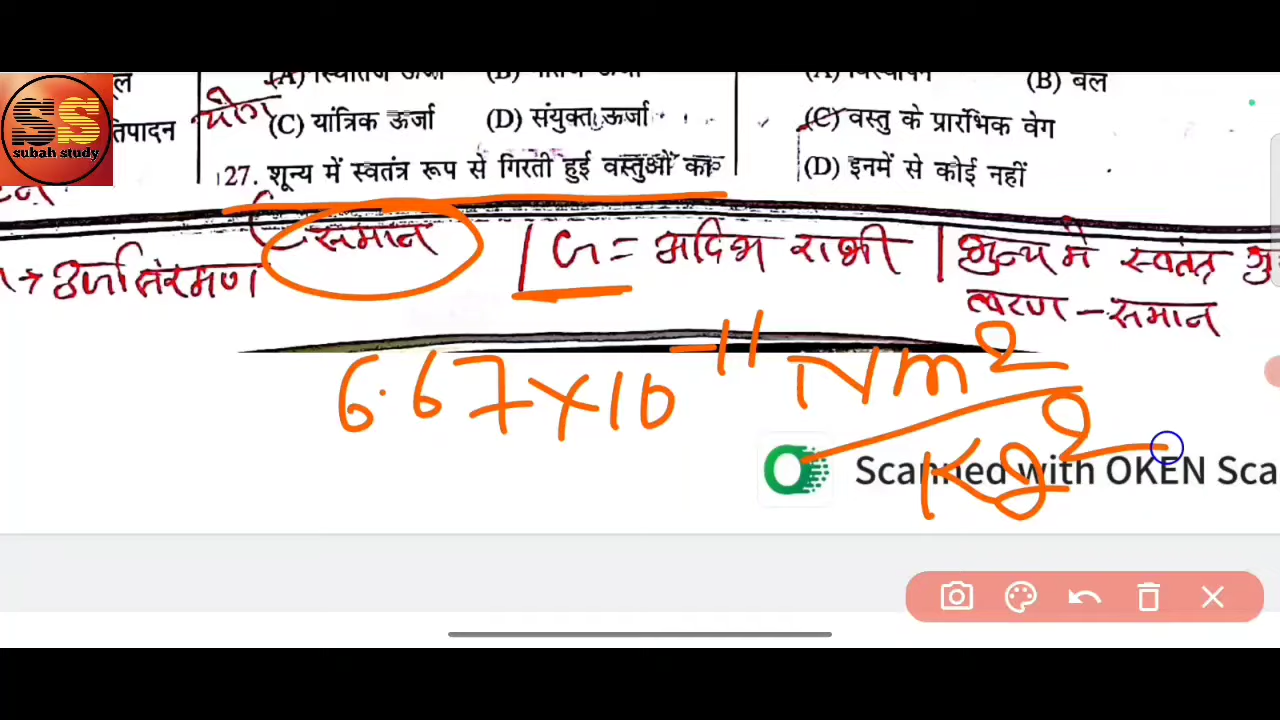 (B) बल
योग (C) यांत्रिक ऊर्जा (D) संयुक्त ऊर्जा
(C) वस्तु के प्रारंभिक वेग
तिपादन
27. शून्य में स्वतंत्र रूप से गिरती हुई वस्तुओं का
(D) इनमें से कोई नहीं
SS
subah study
समान | G = अदिश राशी | शुन्य मे स्वतंत्र
त्वरण - समान
6.67 × 10⁻¹¹ Nm²
Kg²
Scanned with OKEN Sca